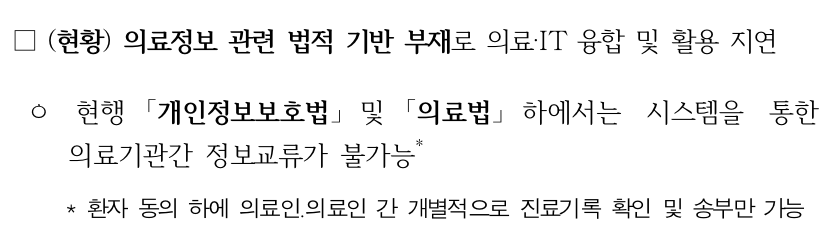 □ (현황) 의료정보 관련 법적 기반 부재로 의료·IT 융합 및 활용 지연
ㅇ 현행 「개인정보보호법」 및 「의료법」 하에서는 시스템을 통한
의료기관간 정보교류가 불가능*
* 환자 동의 하에 의료인.의료인 간 개별적으로 진료기록 확인 및 송부만 가능